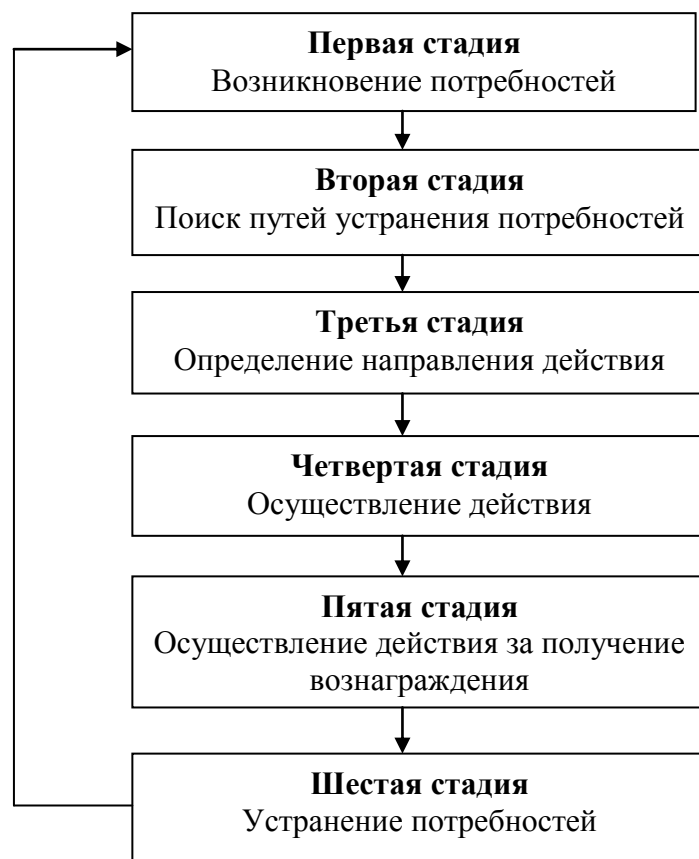 Первая стадия
Возникновение потребностей
Вторая стадия
Поиск путей устранения потребностей
Третья стадия
Определение направления действия
Четвертая стадия
Осуществление действия
Пятая стадия
Осуществление действия за получение
вознаграждения
Шестая стадия
Устранение потребностей